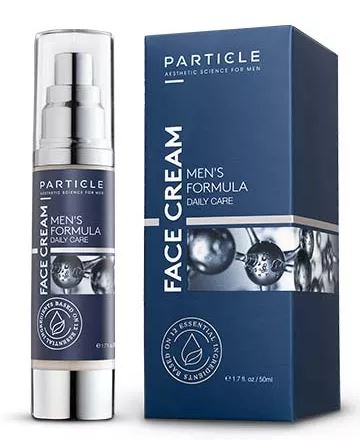 PARTICLE
AESTHETIC SCIENCE FOR MEN
FACE CREAM
MEN'S
FORMULA
DAILY CARE
BASED ON 12 ESSENTIAL
INGREDIENTS
PARTICLE
AESTHETIC SCIENCE FOR MEN
FACE CREAM
MEN'S
FORMULA
DAILY CARE
BASED ON 12 ESSENTIAL INGREDIENTS
e 1.7 fl. oz / 50ml